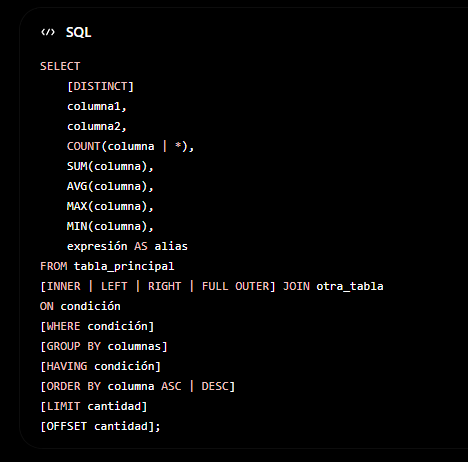 </> SQL
SELECT
[DISTINCT]
columna1,
columna2,
COUNT(columna | *),
SUM(columna),
AVG(columna),
MAX(columna),
MIN(columna),
expresión AS alias
FROM tabla_principal
[INNER | LEFT | RIGHT | FULL OUTER] JOIN otra_tabla
ON condición
[WHERE condición]
[GROUP BY columnas]
[HAVING condición]
[ORDER BY columna ASC | DESC]
[LIMIT cantidad]
[OFFSET cantidad];